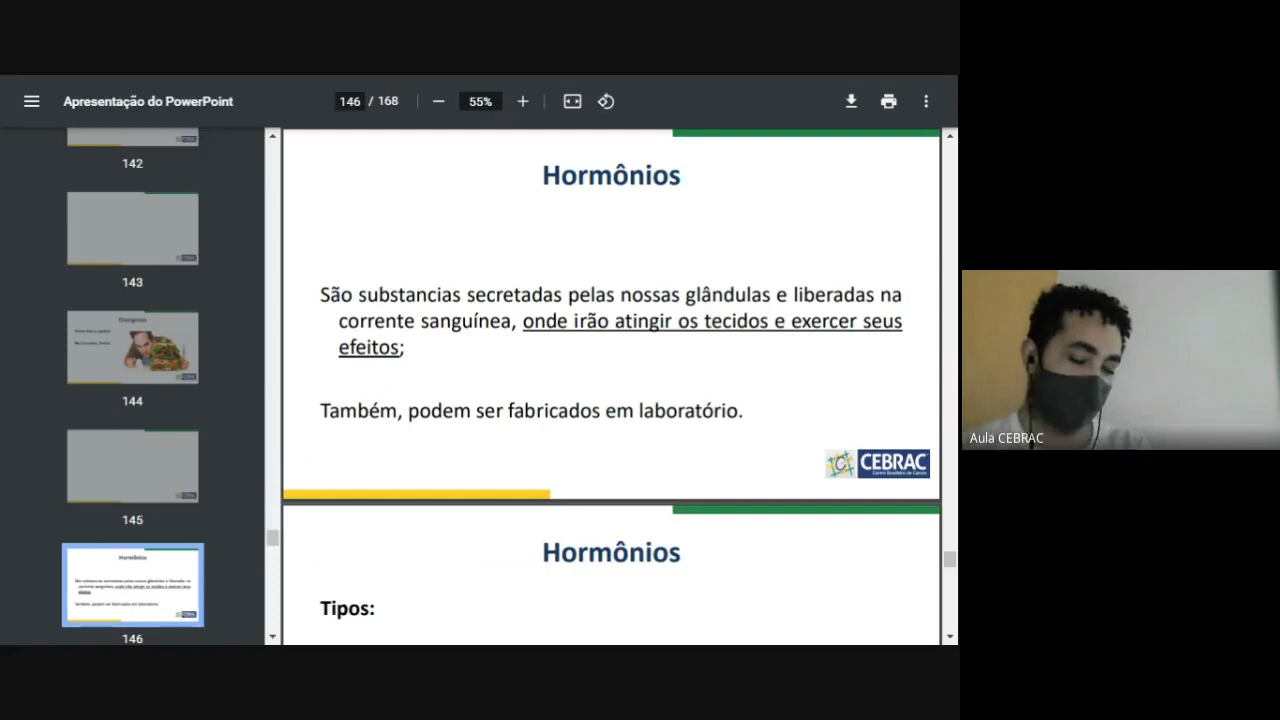 Apresentação do PowerPoint
146 / 168
55%
142
143
144
145
Hormônios
146
Hormônios
São substancias secretadas pelas nossas glândulas e liberadas na
corrente sanguínea, onde irão atingir os tecidos e exercer seus
efeitos;
Também, podem ser fabricados em laboratório.
CEBRAC
Hormônios
Tipos:
Aula CEBRAC